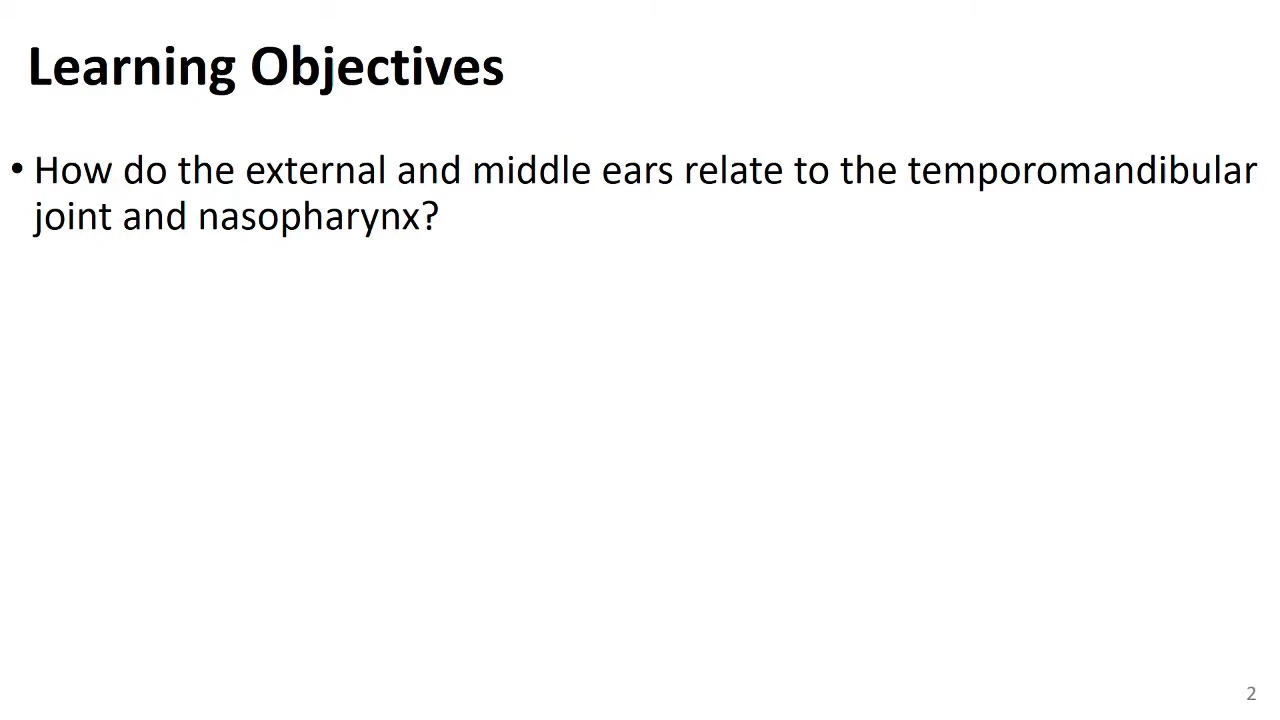 Learning Objectives
• How do the external and middle ears relate to the temporomandibular
joint and nasopharynx?
2